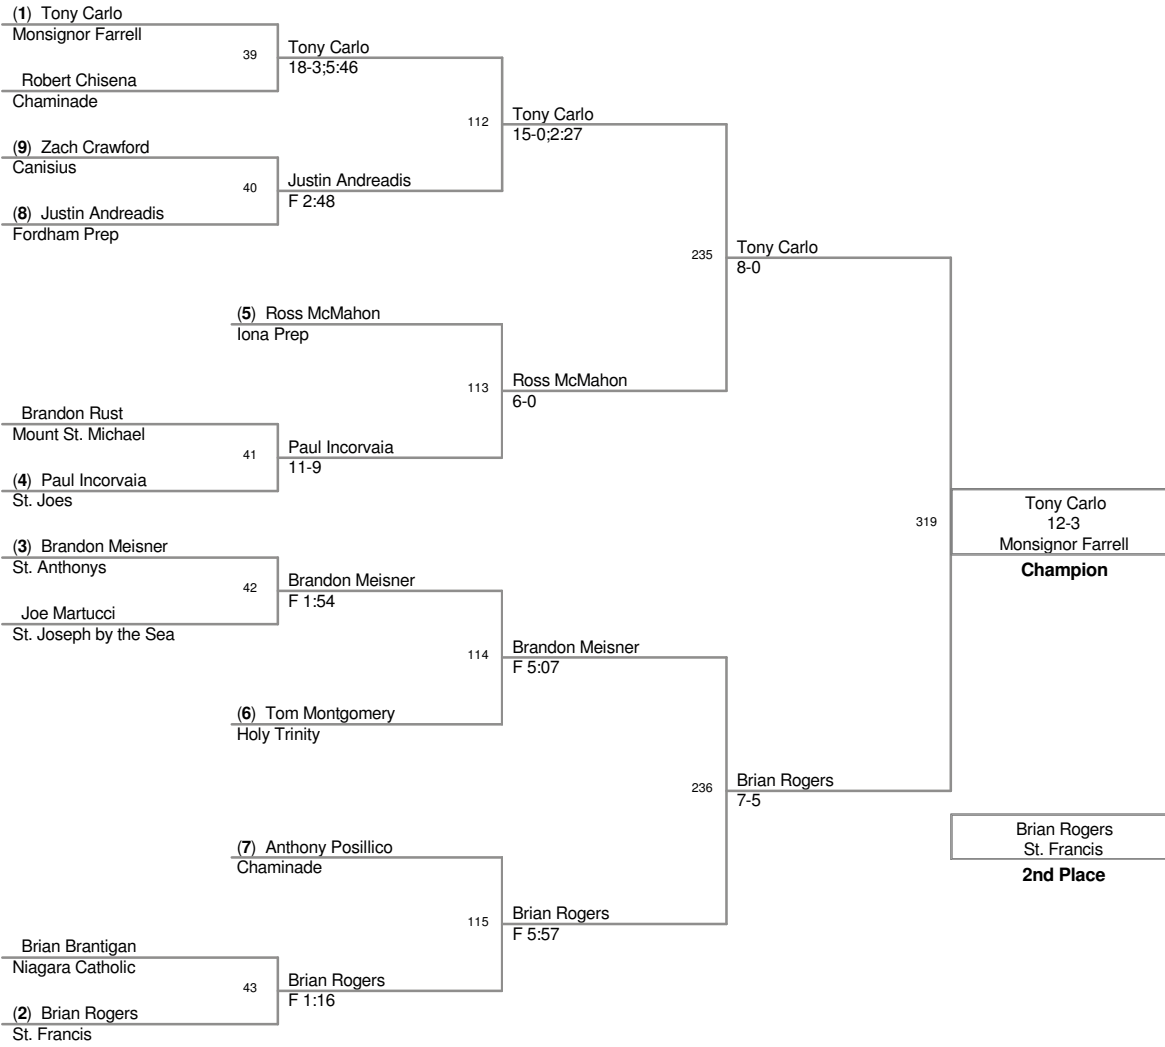 (1) Tony Carlo
Monsignor Farrell
39
Tony Carlo
18-3;5:46
Robert Chisena
Chaminade
112
Tony Carlo
15-0;2:27
(9) Zach Crawford
Canisius
40
Justin Andreadis
F 2:48
(8) Justin Andreadis
Fordham Prep
235
Tony Carlo
8-0
(5) Ross McMahon
Iona Prep
113
Ross McMahon
6-0
Brandon Rust
Mount St. Michael
41
Paul Incorvaia
11-9
(4) Paul Incorvaia
St. Joes
319
Tony Carlo
12-3
Monsignor Farrell
Champion
(3) Brandon Meisner
St. Anthonys
42
Brandon Meisner
F 1:54
Joe Martucci
St. Joseph by the Sea
114
Brandon Meisner
F 5:07
(6) Tom Montgomery
Holy Trinity
236
Brian Rogers
7-5
Brian Rogers
St. Francis
2nd Place
(7) Anthony Posillico
Chaminade
115
Brian Rogers
F 5:57
Brian Brantigan
Niagara Catholic
43
Brian Rogers
F 1:16
(2) Brian Rogers
St. Francis